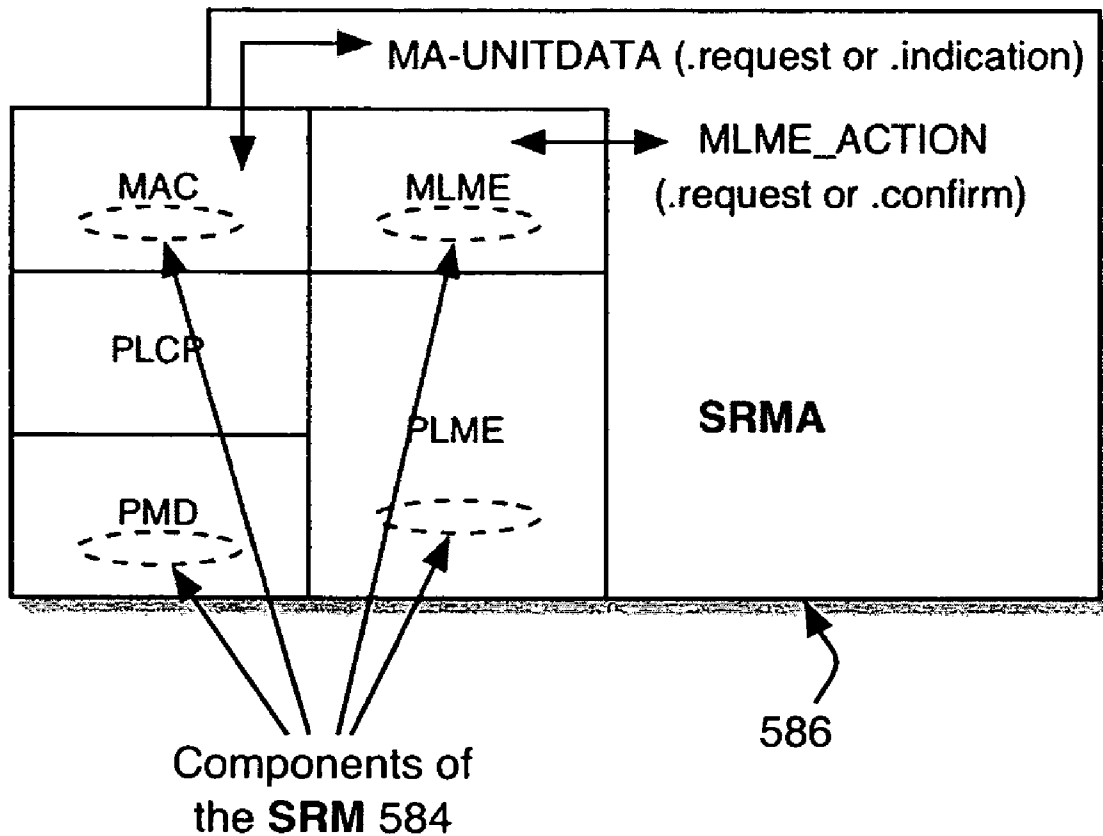 MA-UNITDATA (.request or .indication)
MLME_ACTION
(.request or .confirm)
MAC
MLME
PLCP
PLME
SRMA
PMD
586
Components of
the SRM 584